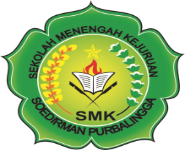 SEKOLAH MENENGAH KEJURUAN
SMK
SOEDIRMAN PURBALINGGA